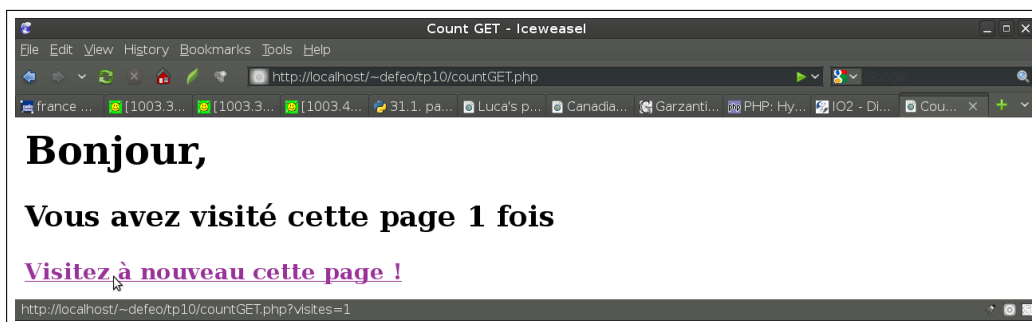 Count GET - Iceweasel
File Edit View History Bookmarks Tools Help
http://localhost/~defeo/tp10/countGET.php Google
france ... [1003.3... [1003.3... [1003.4... 31.1. pa... Luca's p... Canadia... Garzanti... PHP: Hy... IO2 - Di... Cou...
Bonjour,
Vous avez visité cette page 1 fois
Visitez à nouveau cette page !
http://localhost/~defeo/tp10/countGET.php?visites=1